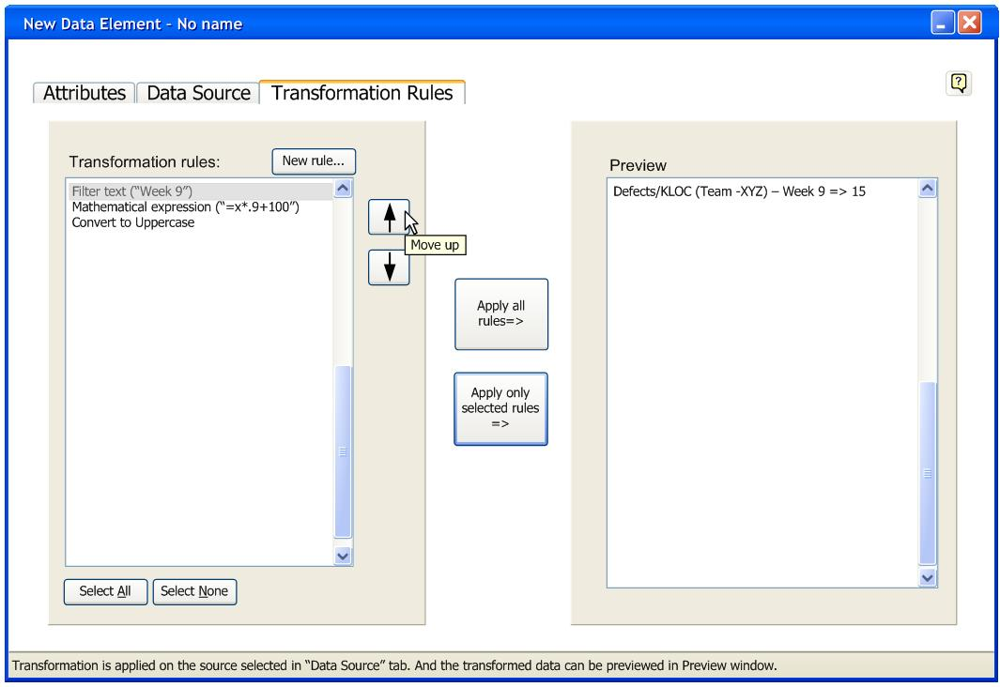 New Data Element - No name
Attributes
Data Source
Transformation Rules
?
Transformation rules:
New rule...
Filter text (“Week 9”)
Mathematical expression (“=x*.9+100”)
Convert to Uppercase
Move up
Apply all
rules=>
Apply only
selected rules
=>
Select All
Select None
Preview
Defects/KLOC (Team -XYZ) – Week 9 => 15
Transformation is applied on the source selected in “Data Source” tab. And the transformed data can be previewed in Preview window.